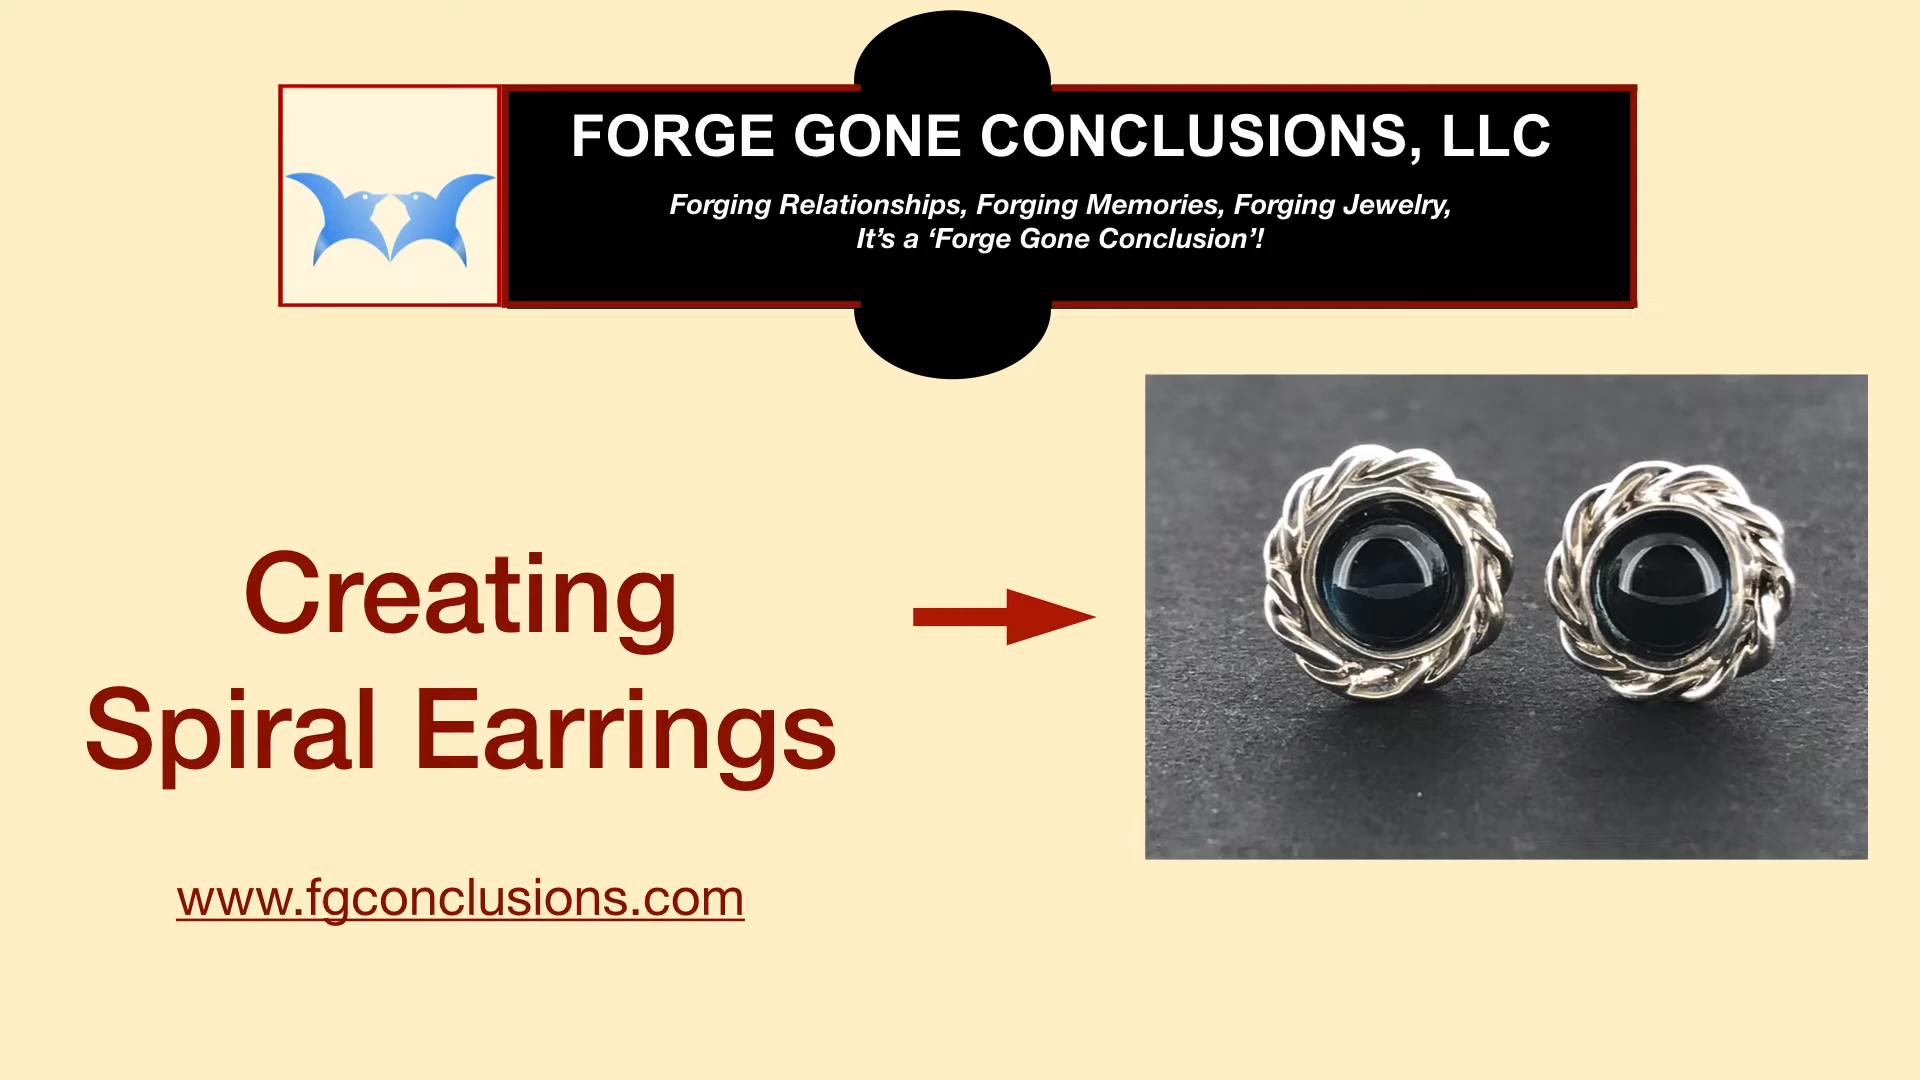 FORGE GONE CONCLUSIONS, LLC
Forging Relationships, Forging Memories, Forging Jewelry,
It’s a ‘Forge Gone Conclusion’!
Creating
Spiral Earrings
www.fgconclusions.com